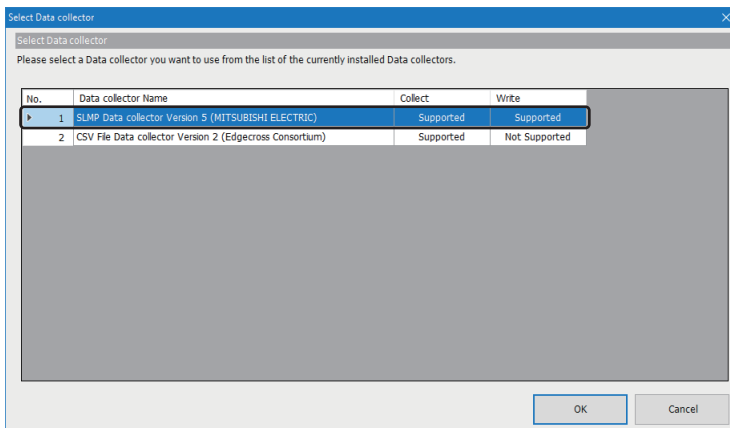 Select Data collector
Select Data collector
Please select a Data collector you want to use from the list of the currently installed Data collectors.
No. Data collector Name Collect Write
1 SLMP Data collector Version 5 (MITSUBISHI ELECTRIC) Supported Supported
2 CSV File Data collector Version 2 (Edgecross Consortium) Supported Not Supported
OK Cancel